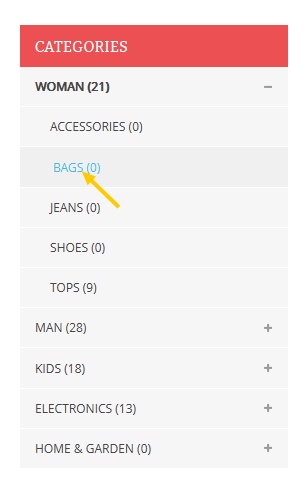 CATEGORIES
WOMAN (21)
ACCESSORIES (0)
BAGS (0)
JEANS (0)
SHOES (0)
TOPS (9)
MAN (28)
KIDS (18)
ELECTRONICS (13)
HOME & GARDEN (0)